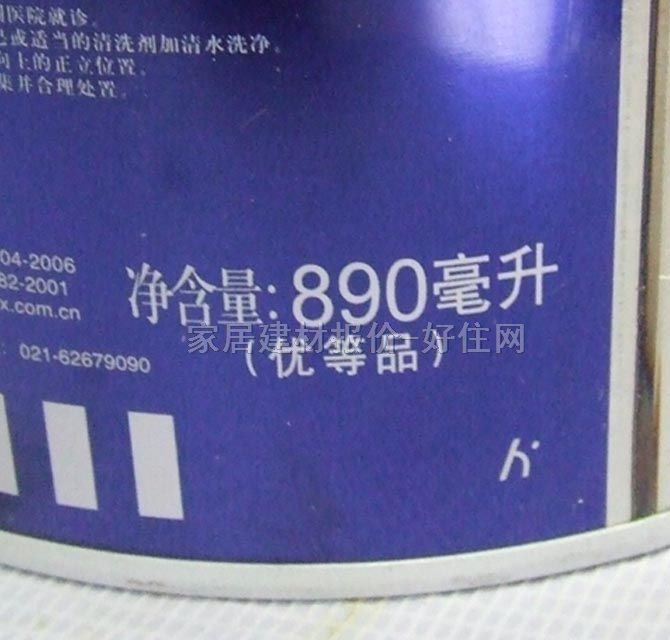 医院就诊。
或适当的清洗剂加清水洗净。
向上的正立位置。
集并合理处置。
04-2006
82-2001
x.com.cn
021-62679090
净含量:890毫升
(优等品)
家居建材报价-好住网
h